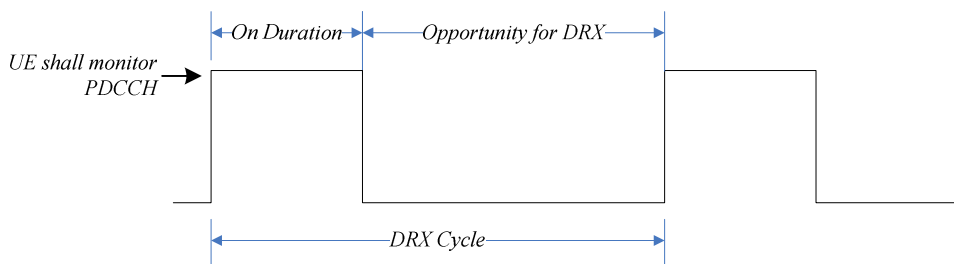 On Duration
Opportunity for DRX
UE shall monitor
PDCCH
DRX Cycle